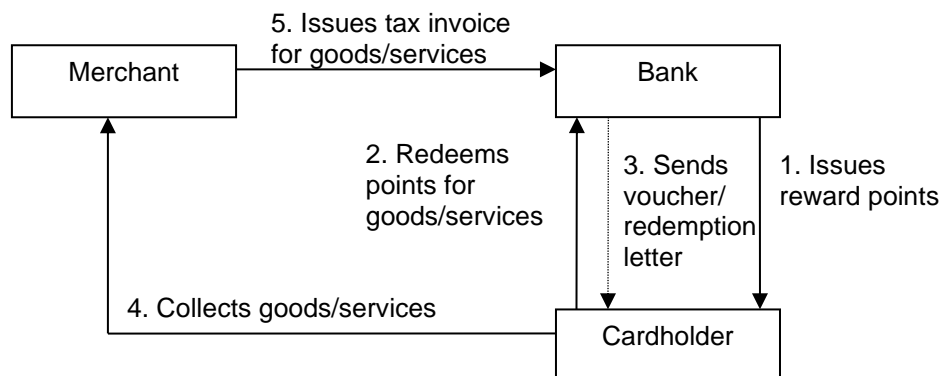 5. Issues tax invoice
for goods/services
Merchant
Bank
2. Redeems
points for
goods/services
3. Sends
voucher/
redemption
letter
1. Issues
reward points
4. Collects goods/services
Cardholder